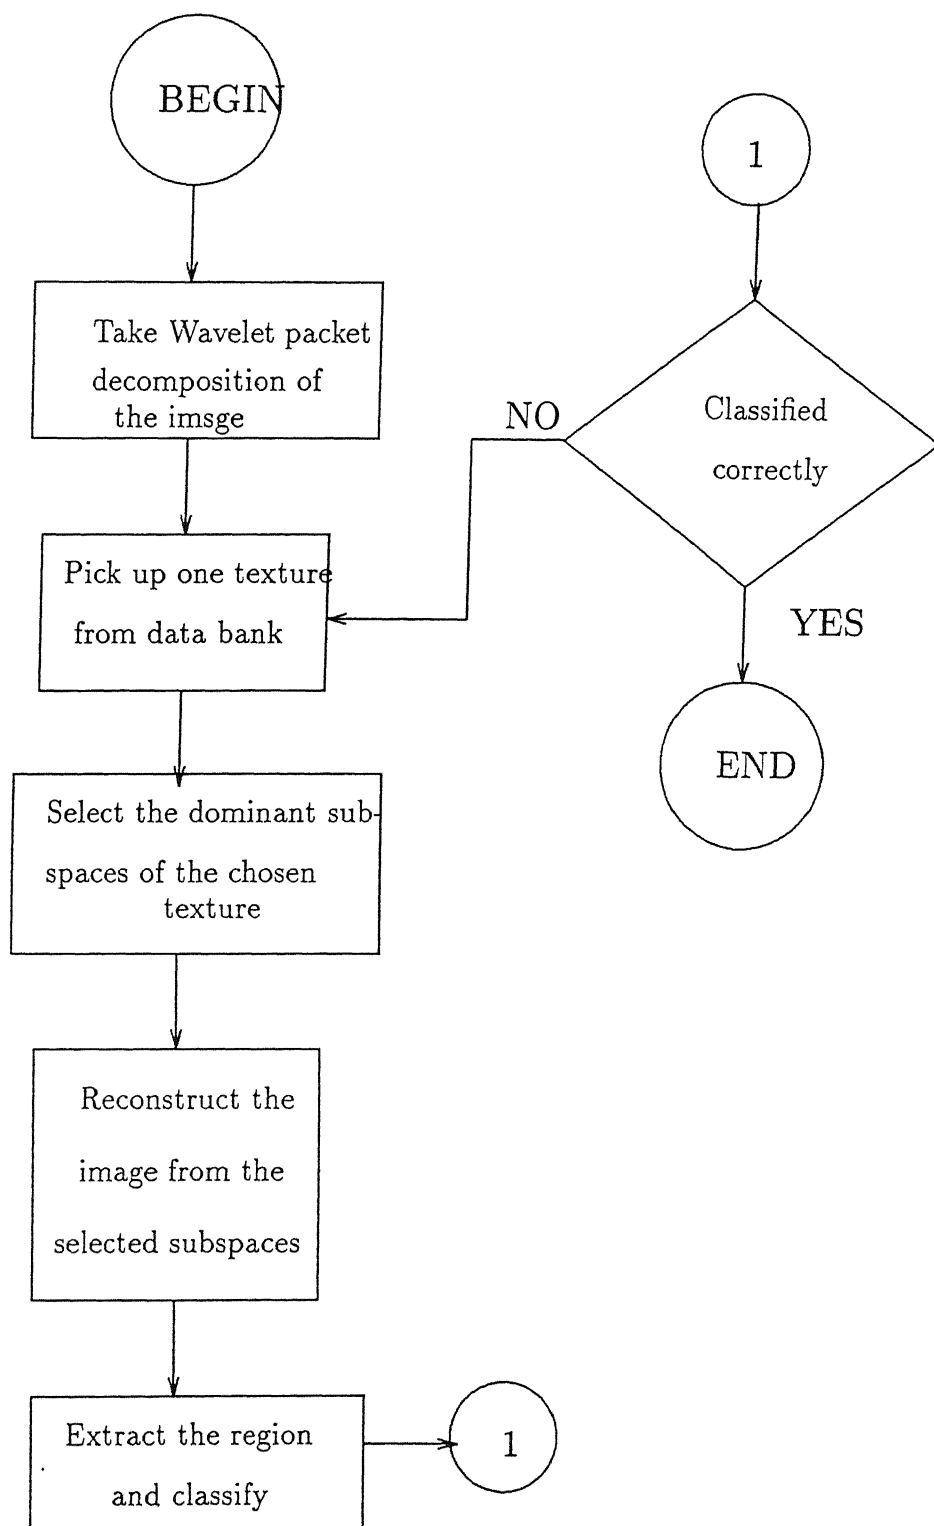 BEGIN
Take Wavelet packet
decomposition of
the imsge
Pick up one texture
from data bank
Select the dominant sub-
spaces of the chosen
texture
Reconstruct the
image from the
selected subspaces
Extract the region
and classify
1
1
Classified
correctly
NO
YES
END